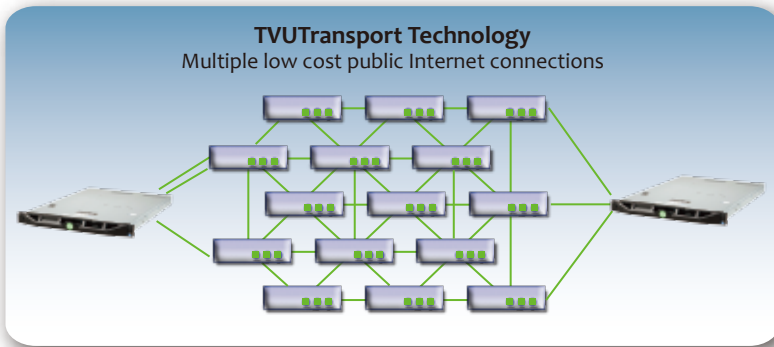 TVUTransport Technology
Multiple low cost public Internet connections